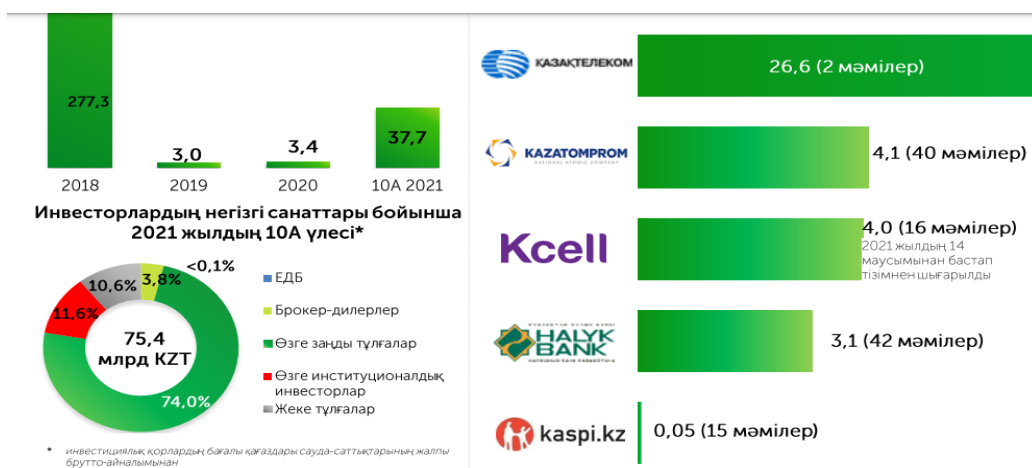 277,3
3,0
3,4
37,7
2018
2019
2020
10А 2021
Инвесторлардың негізгі санаттары бойынша
2021 жылдың 10А үлесі*
<0,1%
3,8%
10,6%
11,6%
74,0%
75,4
млрд KZT
ЕДБ
Брокер-дилерлер
Өзге заңды тұлғалар
Өзге институционалдық
инвесторлар
Жеке тұлғалар
* инвестициялық қорлардың бағалы қағаздары сауда-саттықтарының жалпы
брутто-айналымынан
ҚАЗАҚТЕЛЕКОМ
26,6 (2 мәмілер)
KAZATOMPROM
NATIONAL ATOMIC COMPANY
4,1 (40 мәмілер)
Kcell
4,0 (16 мәмілер)
2021 жылдың 14
маусымынан бастап
тізімнен шығарылды
HALYK
BANK
3,1 (42 мәмілер)
kaspi.kz
0,05 (15 мәмілер)